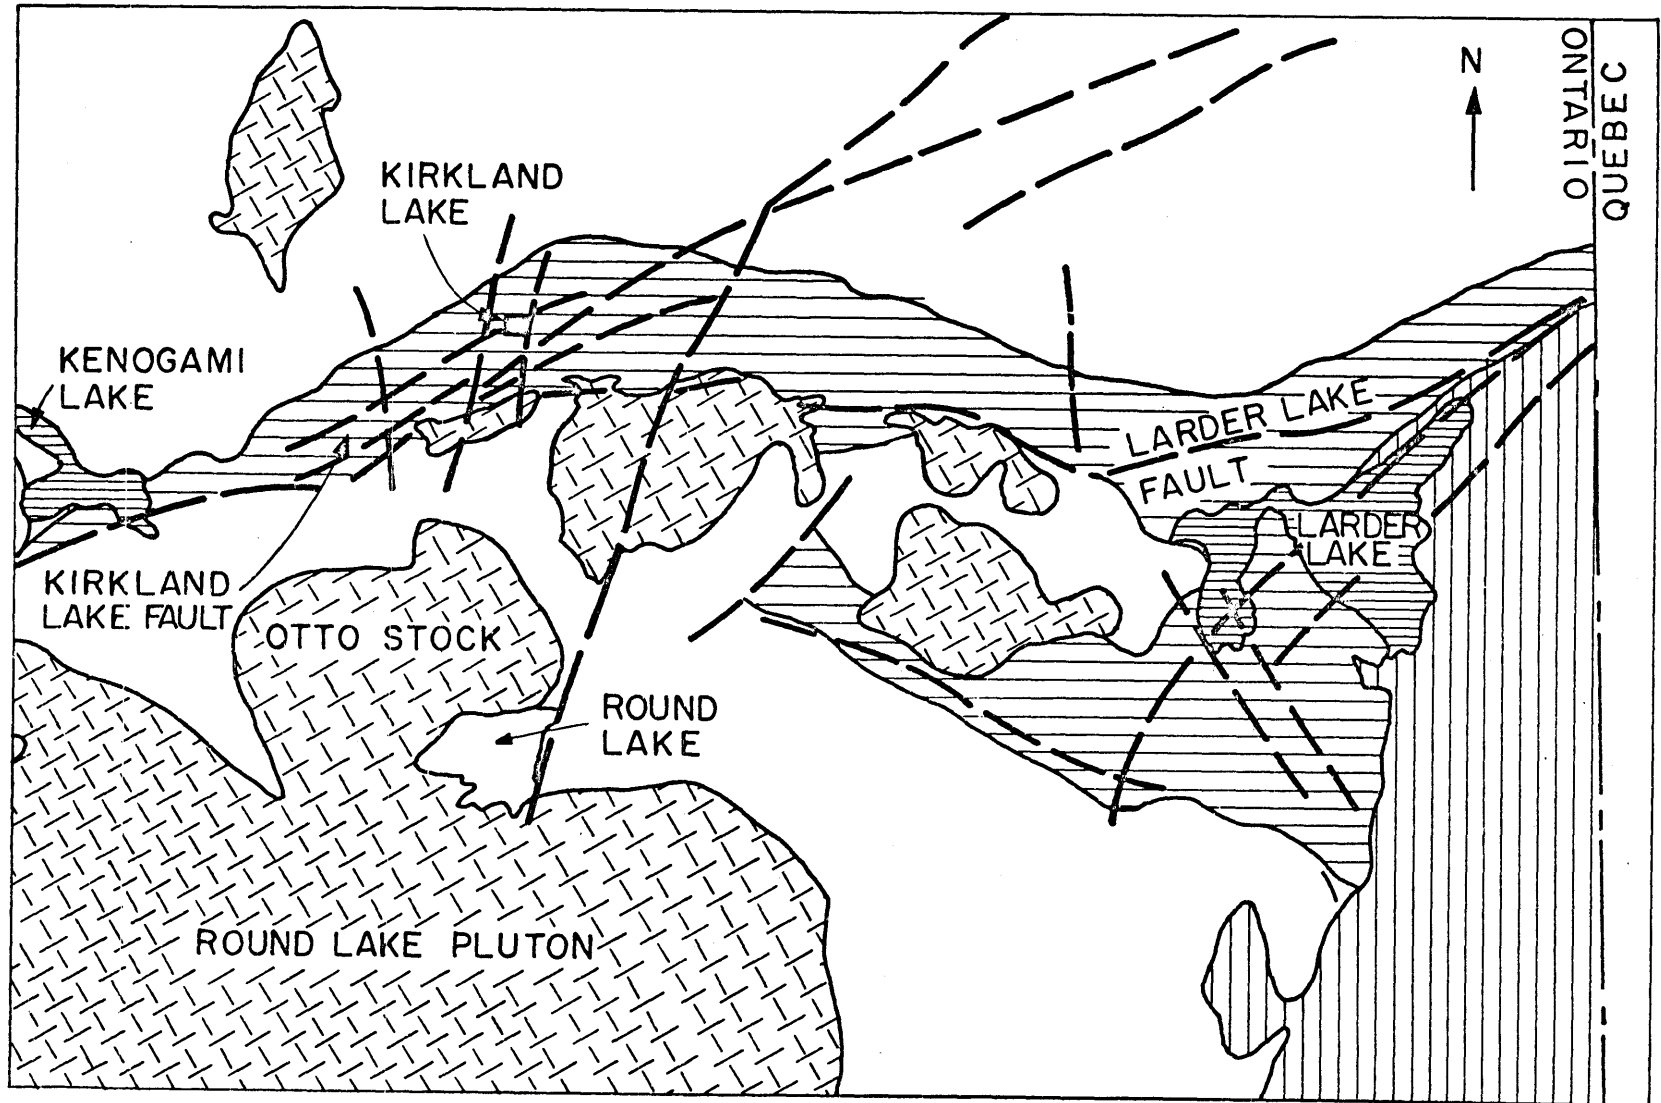 N
ONTARIO
QUEBEC
KIRKLAND
LAKE
KENOGAMI
LAKE
LARDER LAKE
FAULT
LARDER
LAKE
KIRKLAND
LAKE FAULT
OTTO STOCK
ROUND
LAKE
ROUND LAKE PLUTON